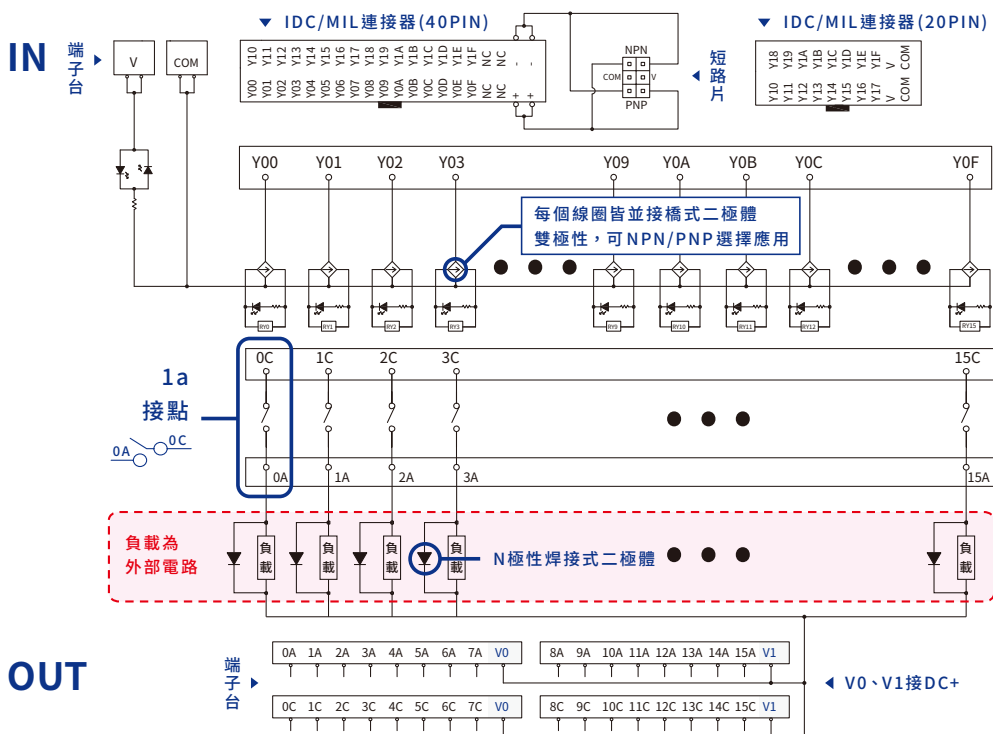 IN
端子台
V
COM
IDC/MIL連接器(40PIN)
Y10 Y11 Y12 Y13 Y14 Y15 Y16 Y17 Y18 Y19 Y1A Y1B Y1C Y1D Y1E Y1F NC NC - -
Y00 Y01 Y02 Y03 Y04 Y05 Y06 Y07 Y08 Y09 Y0A Y0B Y0C Y0D Y0E Y0F NC NC + +
NPN
COM V
PNP
短路片
IDC/MIL連接器(20PIN)
Y18 Y19 Y1A Y1B Y1C Y1D Y1E Y1F V COM
Y10 Y11 Y12 Y13 Y14 Y15 Y16 Y17 V COM
Y00 Y01 Y02 Y03 Y09 Y0A Y0B Y0C Y0F
每個線圈皆並接橋式二極體
雙極性，可NPN/PNP選擇應用
RY0 RY1 RY2 RY3 RY9 RY10 RY11 RY12 RY15
0C 1C 2C 3C 15C
1a
接點
0A 0C
0A 1A 2A 3A 15A
負載為
外部電路
負載 負載 負載 負載 負載
N極性焊接式二極體
OUT
端子台
0A 1A 2A 3A 4A 5A 6A 7A V0
8A 9A 10A 11A 12A 13A 14A 15A V1
V0、V1接DC+
0C 1C 2C 3C 4C 5C 6C 7C V0
8C 9C 10C 11C 12C 13C 14C 15C V1